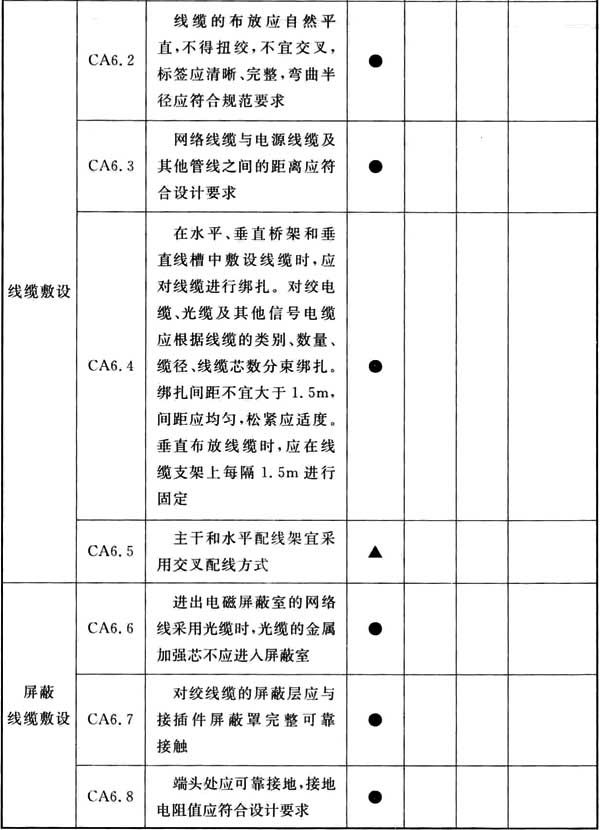 线缆敷设
CA6.2
线缆的布放应自然平
直,不得扭绞,不宜交叉,
标签应清晰、完整,弯曲半
径应符合规范要求
●
CA6.3
网络线缆与电源线缆及
其他管线之间的距离应符
合设计要求
●
CA6.4
在水平、垂直桥架和垂
直线槽中敷设线缆时,应
对线缆进行绑扎。对绞电
缆、光缆及其他信号电缆
应根据线缆的类别、数量、
缆径、线缆芯数分束绑扎。
绑扎间距不宜大于1.5m,
间距应均匀,松紧应适度。
垂直布放线缆时,应在线
缆支架上每隔1.5m进行
固定
●
CA6.5
主干和水平配线架宜采
用交叉配线方式
▲
屏蔽
线缆敷设
CA6.6
进出电磁屏蔽室的网络
线采用光缆时,光缆的金属
加强芯不应进入屏蔽室
●
CA6.7
对绞线缆的屏蔽层应与
接插件屏蔽罩完整可靠
接触
●
CA6.8
端头处应可靠接地,接地
电阻值应符合设计要求
●